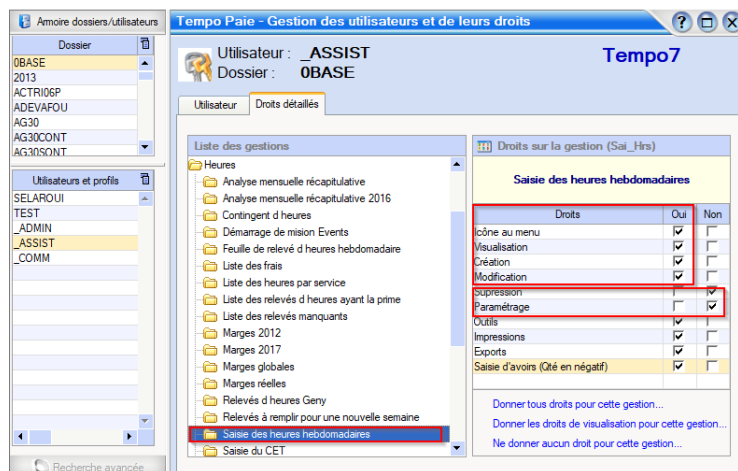 Armoire dossiers/utilisateurs
Dossier
0BASE
2013
ACTRI06P
ADEVAFOU
AG30
AG30CONT
AG30SONT
Utilisateurs et profils
SELAROUI
TEST
_ADMIN
_ASSIST
_COMM
Recherche avancée
Tempo Paie - Gestion des utilisateurs et de leurs droits
Utilisateur : _ASSIST
Dossier : 0BASE
Tempo7
Utilisateur Droits détaillés
Liste des gestions
Heures
Analyse mensuelle récapitulative
Analyse mensuelle récapitulative 2016
Contingent d heures
Démarrage de mision Events
Feuille de relevé d heures hebdomadaire
Liste des frais
Liste des heures par service
Liste des relevés d heures ayant la prime
Liste des relevés manquants
Marges 2012
Marges 2017
Marges globales
Marges réelles
Relevés d heures Geny
Relevés à remplir pour une nouvelle semaine
Saisie des heures hebdomadaires
Saisie du CET
Droits sur la gestion (Sai_Hrs)
Saisie des heures hebdomadaires
Droits Oui Non
Icône au menu
Visualisation
Création
Modification
Supression
Paramétrage
Outils
Impressions
Exports
Saisie d'avoirs (Qté en négatif)
Donner tous droits pour cette gestion...
Donner les droits de visualisation pour cette gestion...
Ne donner aucun droit pour cette gestion...